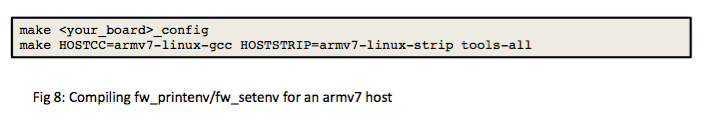 make <your_board>_config
make HOSTCC=armv7-linux-gcc HOSTSTRIP=armv7-linux-strip tools-all
Fig 8: Compiling fw_printenv/fw_setenv for an armv7 host